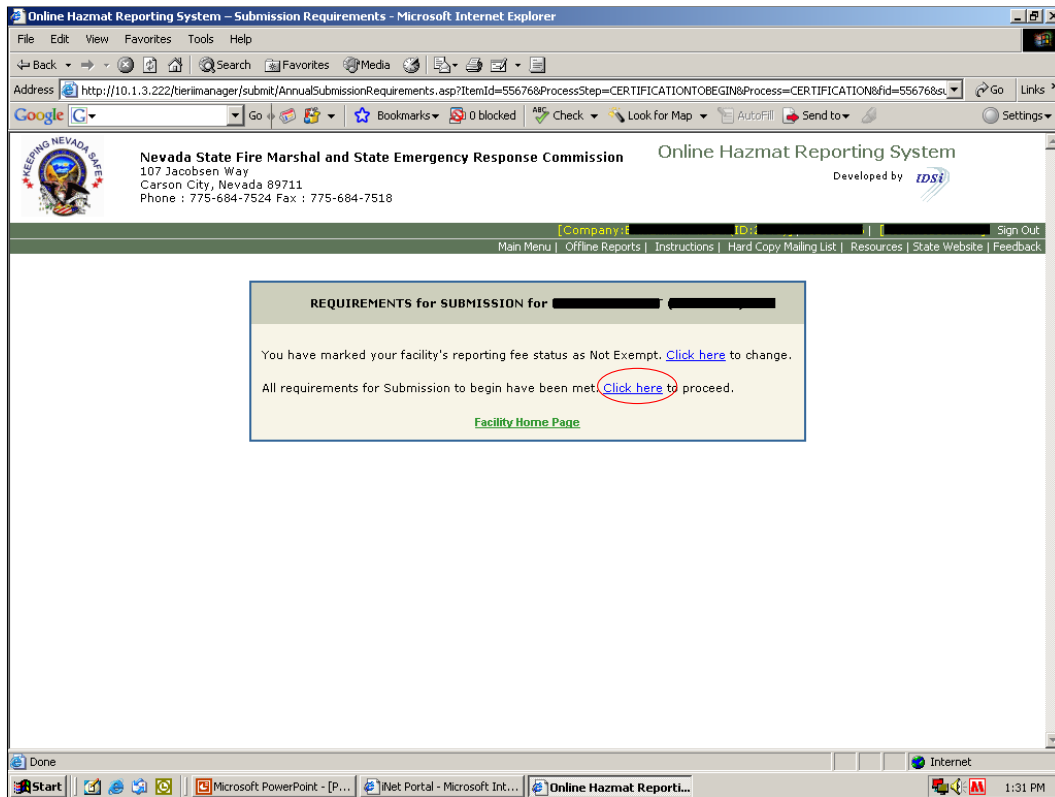 Online Hazmat Reporting System – Submission Requirements - Microsoft Internet Explorer
File Edit View Favorites Tools Help
Back Search Favorites Media
Address http://10.1.3.222/tieriimanager/submit/AnnualSubmissionRequirements.asp?ItemId=55676&ProcessStep=CERTIFICATIONTOBEGIN&Process=CERTIFICATION&fid=55676&su Go Links
Google G Go Bookmarks 0 blocked ABC Check Look for Map AutoFill Send to Settings
KEEPING NEVADA SAFE
Nevada State Fire Marshal and State Emergency Response Commission
107 Jacobsen Way
Carson City, Nevada 89711
Phone : 775-684-7524 Fax : 775-684-7518
Online Hazmat Reporting System
Developed by IDSi
[Company: (ID: | [ Sign Out
Main Menu | Offline Reports | Instructions | Hard Copy Mailing List | Resources | State Website | Feedback
REQUIREMENTS for SUBMISSION for
You have marked your facility's reporting fee status as Not Exempt. Click here to change.
All requirements for Submission to begin have been met. Click here to proceed.
Facility Home Page
Done Internet
Start Microsoft PowerPoint - [P... iNet Portal - Microsoft Int... Online Hazmat Reporti... 1:31 PM